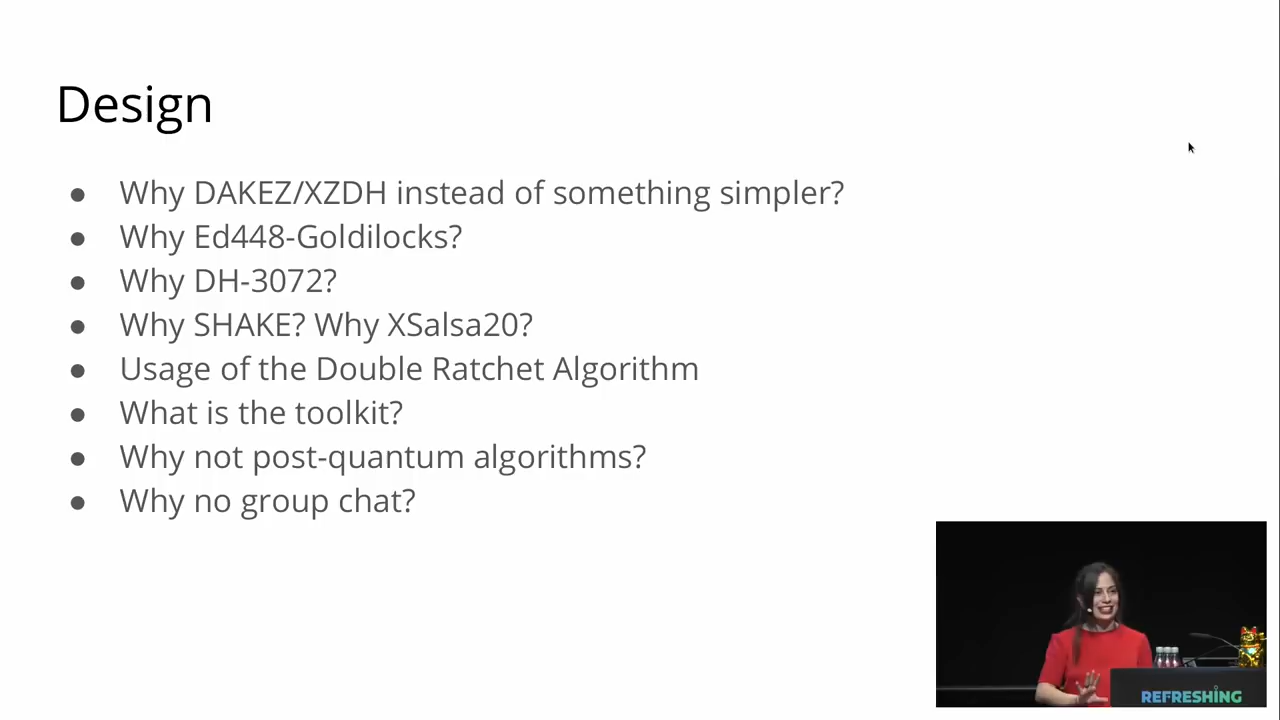 Design
● Why DAKEZ/XZDH instead of something simpler?
● Why Ed448-Goldilocks?
● Why DH-3072?
● Why SHAKE? Why XSalsa20?
● Usage of the Double Ratchet Algorithm
● What is the toolkit?
● Why not post-quantum algorithms?
● Why no group chat?
REFRESHING